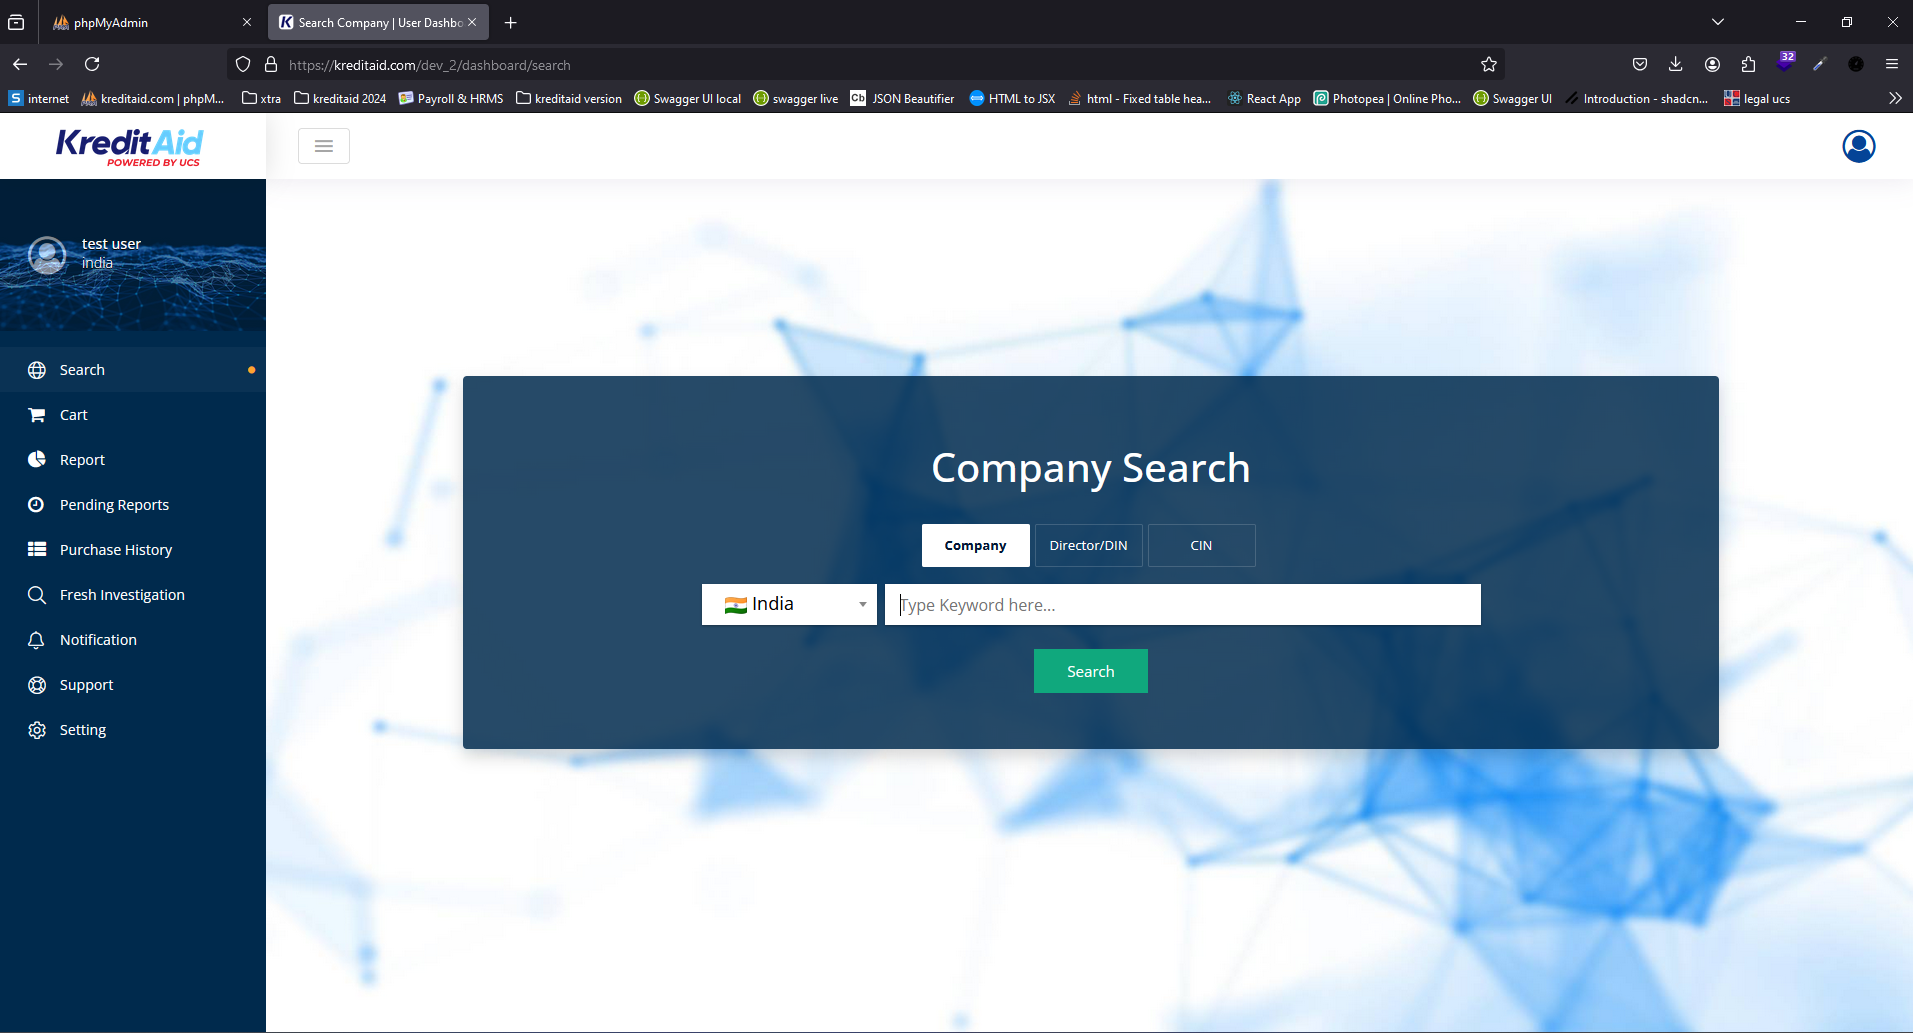 phpMyAdmin
Search Company | User Dashbo
https://kreditaid.com/dev_2/dashboard/search
32
S internet
kreditaid.com | phpM...
xtra
kreditaid 2024
Payroll & HRMS
kreditaid version
Swagger UI local
swagger live
Cb JSON Beautifier
HTML to JSX
html - Fixed table hea...
React App
Photopea | Online Pho...
Swagger UI
Introduction - shadcn...
legal ucs
KreditAid
POWERED BY UCS
test user
india
Search
Cart
Report
Pending Reports
Purchase History
Fresh Investigation
Notification
Support
Setting
Company Search
Company
Director/DIN
CIN
India
Type Keyword here...
Search